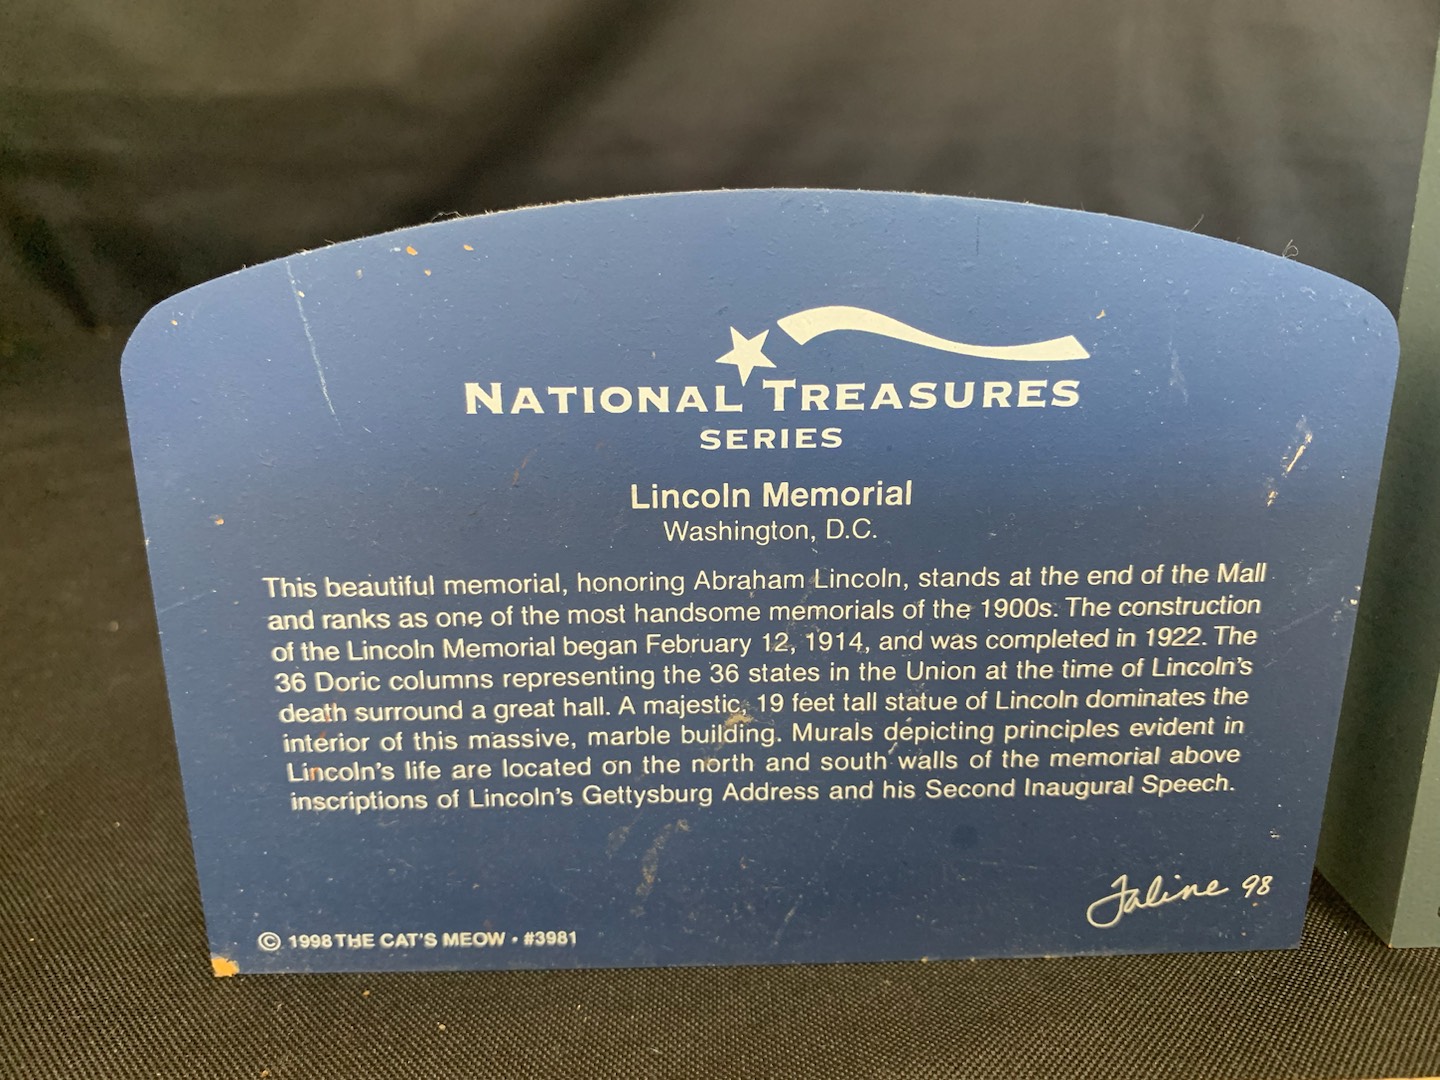 NATIONAL TREASURES
SERIES
Lincoln Memorial
Washington, D.C.
This beautiful memorial, honoring Abraham Lincoln, stands at the end of the Mall
and ranks as one of the most handsome memorials of the 1900s. The construction
of the Lincoln Memorial began February 12, 1914, and was completed in 1922. The
36 Doric columns representing the 36 states in the Union at the time of Lincoln's
death surround a great hall. A majestic, 19 feet tall statue of Lincoln dominates the
interior of this massive, marble building. Murals depicting principles evident in
Lincoln's life are located on the north and south walls of the memorial above
inscriptions of Lincoln's Gettysburg Address and his Second Inaugural Speech.
Faline 98
© 1998 THE CAT'S MEOW • #3981